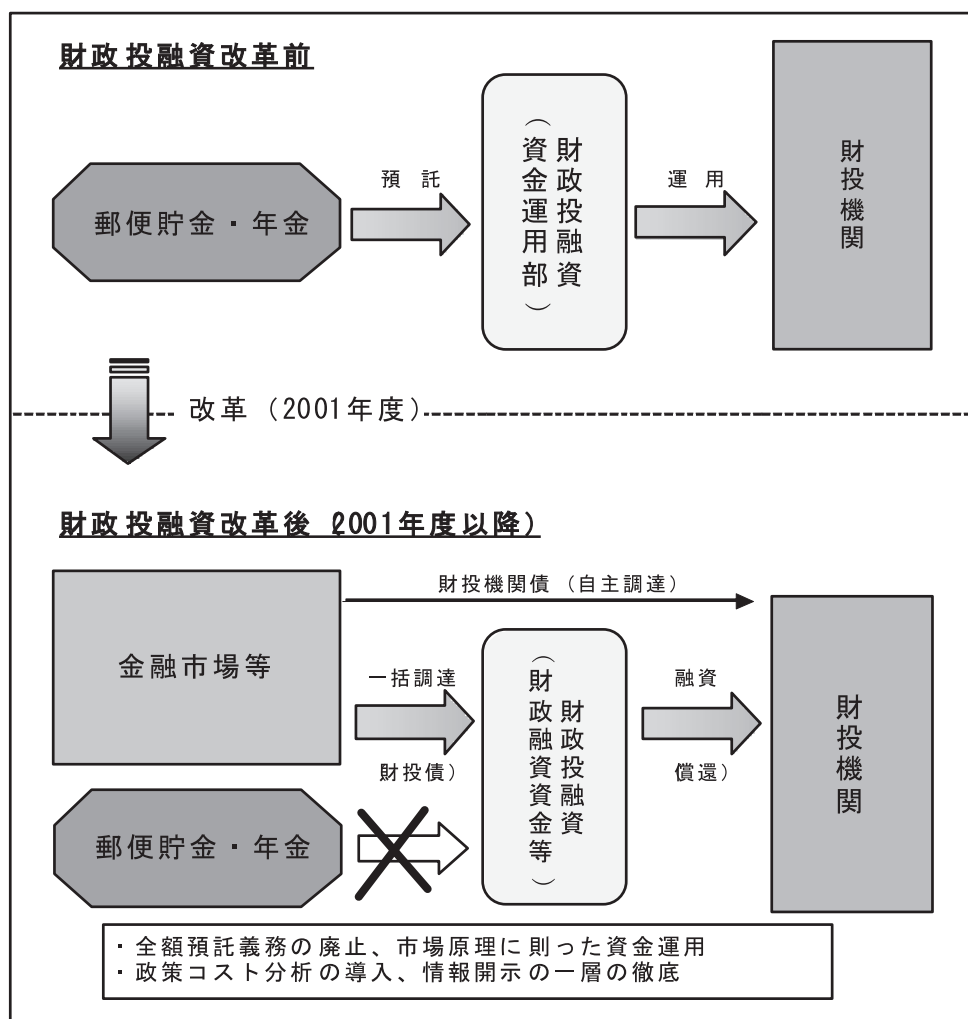 財政投融資改革前
郵便貯金・年金
預 託
財政投融資
（資金運用部）
運 用
財投機関
改革（2001年度）
財政投融資改革後 2001年度以降）
金融市場等
財投機関債（自主調達）
一括調達
財投債）
財政投融資
（財政融資資金等）
融資
償還）
財投機関
郵便貯金・年金
・全額預託義務の廃止、市場原理に則った資金運用
・政策コスト分析の導入、情報開示の一層の徹底